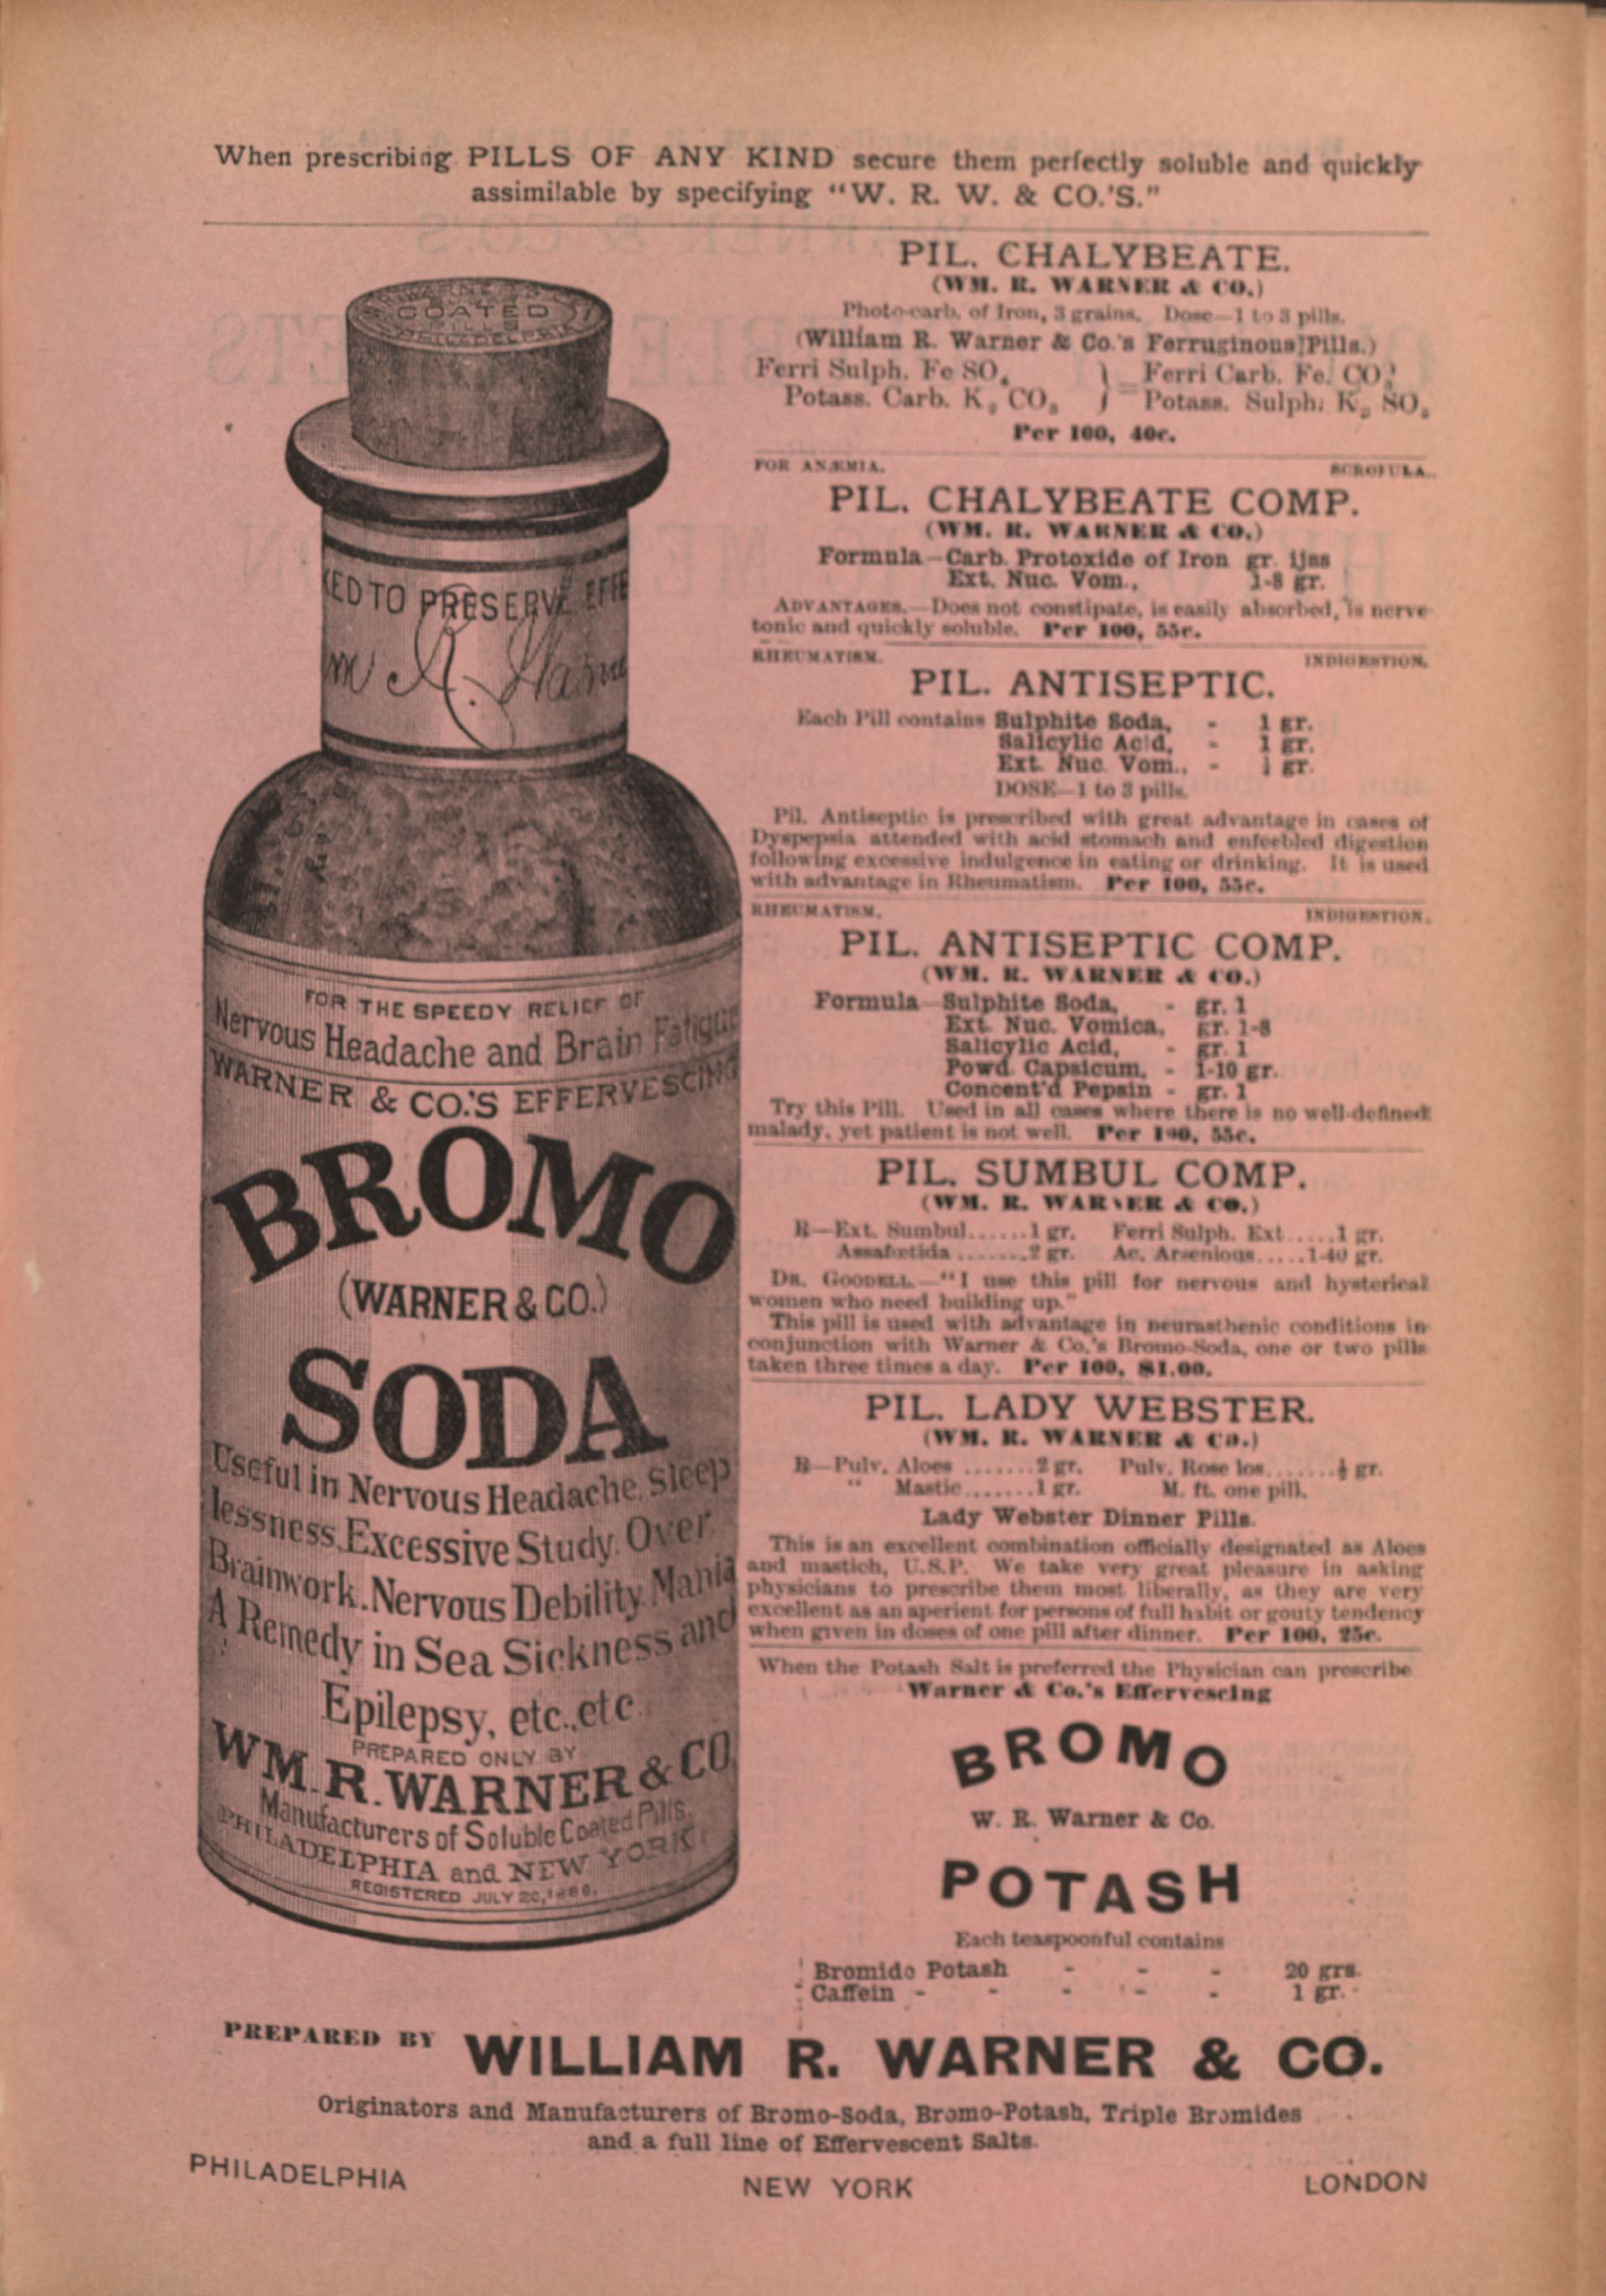 When prescribing PILLS OF ANY KIND secure them perfectly soluble and quickly
assimilable by specifying "W. R. W. & CO.'S."
WARNER'S
COATED
PILLS
PHILADELPHIA
KED TO PRESERVE EFFE
m R. Warne
FOR THE SPEEDY RELIEF OF
Nervous Headache and Brain Fatigue
WARNER & CO.'S EFFERVESCING
BROMO
(WARNER & CO.)
SODA
Useful in Nervous Headache, Sleep
lessness, Excessive Study, Over
Brainwork, Nervous Debility, Mania
A Remedy in Sea Sickness and
Epilepsy, etc., etc.
PREPARED ONLY BY
WM. R. WARNER & CO.
Manufacturers of Soluble Coated Pills.
PHILADELPHIA and NEW YORK
REGISTERED JULY 20, 1886.
PIL. CHALYBEATE.
(WM. R. WARNER & CO.)
Photo-carb. of Iron, 3 grains. Dose—1 to 3 pills.
(William R. Warner & Co.'s Ferruginous Pills.)
Ferri Sulph. Fe SO4 } = Ferri Carb. Fe. CO3
Potass. Carb. K2 CO3 } Potass. Sulph. K2 SO4
Per 100, 40c.
FOR ANÆMIA. SCROFULA.
PIL. CHALYBEATE COMP.
(WM. R. WARNER & CO.)
Formula—Carb. Protoxide of Iron gr. ijss
Ext. Nuc. Vom., 1-8 gr.
ADVANTAGES.—Does not constipate, is easily absorbed, is nerve
tonic and quickly soluble. Per 100, 55c.
RHEUMATISM. INDIGESTION.
PIL. ANTISEPTIC.
Each Pill contains Sulphite Soda, - 1 gr.
Salicylic Acid, - 1 gr.
Ext. Nuc. Vom., - gr.
DOSE—1 to 3 pills.
Pil. Antiseptic is prescribed with great advantage in cases of
Dyspepsia attended with acid stomach and enfeebled digestion
following excessive indulgence in eating or drinking. It is used
with advantage in Rheumatism. Per 100, 55c.
RHEUMATISM. INDIGESTION.
PIL. ANTISEPTIC COMP.
(WM. R. WARNER & CO.)
Formula—Sulphite Soda, - gr. 1
Ext. Nuc. Vomica, gr. 1-8
Salicylic Acid, - gr. 1
Powd. Capsicum, - 1-10 gr.
Concent'd Pepsin - gr. 1
Try this Pill. Used in all cases where there is no well-defined
malady, yet patient is not well. Per 100, 55c.
PIL. SUMBUL COMP.
(WM. R. WARNER & CO.)
R—Ext. Sumbul.......1 gr. Ferri Sulph. Ext.....1 gr.
Assafœtida........2 gr. Ac. Arsenious.....1-40 gr.
DR. GOODELL.—"I use this pill for nervous and hysterical
women who need building up."
This pill is used with advantage in neurasthenic conditions in
conjunction with Warner & Co.'s Bromo-Soda, one or two pills
taken three times a day. Per 100, $1.00.
PIL. LADY WEBSTER.
(WM. R. WARNER & CO.)
R—Pulv. Aloes .......2 gr. Pulv. Rose los........½ gr.
" Mastic.......1 gr. M. ft. one pill.
Lady Webster Dinner Pills.
This is an excellent combination officially designated as Aloes
and mastich, U.S.P. We take very great pleasure in asking
physicians to prescribe them most liberally, as they are very
excellent as an aperient for persons of full habit or gouty tendency
when given in doses of one pill after dinner. Per 100, 25c.
When the Potash Salt is preferred the Physician can prescribe
Warner & Co.'s Effervescing
BROMO
W. R. Warner & Co.
POTASH
Each teaspoonful contains
Bromide Potash - - - 20 grs.
Caffein - - - - - 1 gr.
PREPARED BY WILLIAM R. WARNER & CO.
Originators and Manufacturers of Bromo-Soda, Bromo-Potash, Triple Bromides
and a full line of Effervescent Salts.
PHILADELPHIA NEW YORK LONDON